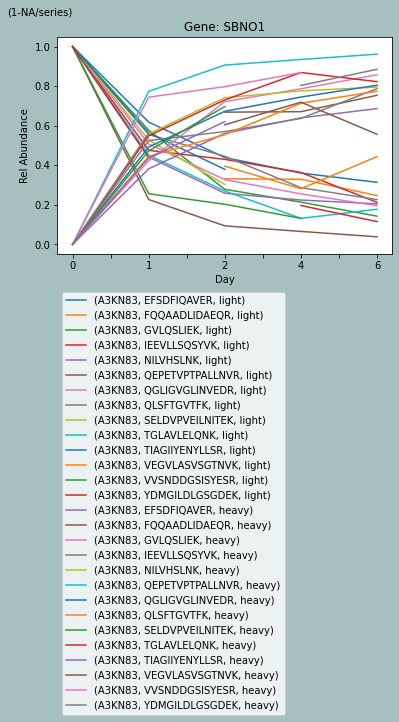 (1-NA/series)
Gene: SBNO1
1.0
0.8
0.6
0.4
0.2
0.0
Rel Abundance
0 1 2 4 6
Day
(A3KN83, EFSDFIQAVER, light)
(A3KN83, FQQAADLIDAEQR, light)
(A3KN83, GVLQSLIEK, light)
(A3KN83, IEEVLLSQSYVK, light)
(A3KN83, NILVHSLNK, light)
(A3KN83, QEPETVPTPALLNVR, light)
(A3KN83, QGLIGVGLINVEDR, light)
(A3KN83, QLSFTGVTFK, light)
(A3KN83, SELDVPVEILNITEK, light)
(A3KN83, TGLAVLELQNK, light)
(A3KN83, TIAGIIYENYLLSR, light)
(A3KN83, VEGVLASVSGTNVK, light)
(A3KN83, VVSNDDGSISYESR, light)
(A3KN83, YDMGILDLGSGDEK, light)
(A3KN83, EFSDFIQAVER, heavy)
(A3KN83, FQQAADLIDAEQR, heavy)
(A3KN83, GVLQSLIEK, heavy)
(A3KN83, IEEVLLSQSYVK, heavy)
(A3KN83, NILVHSLNK, heavy)
(A3KN83, QEPETVPTPALLNVR, heavy)
(A3KN83, QGLIGVGLINVEDR, heavy)
(A3KN83, QLSFTGVTFK, heavy)
(A3KN83, SELDVPVEILNITEK, heavy)
(A3KN83, TGLAVLELQNK, heavy)
(A3KN83, TIAGIIYENYLLSR, heavy)
(A3KN83, VEGVLASVSGTNVK, heavy)
(A3KN83, VVSNDDGSISYESR, heavy)
(A3KN83, YDMGILDLGSGDEK, heavy)